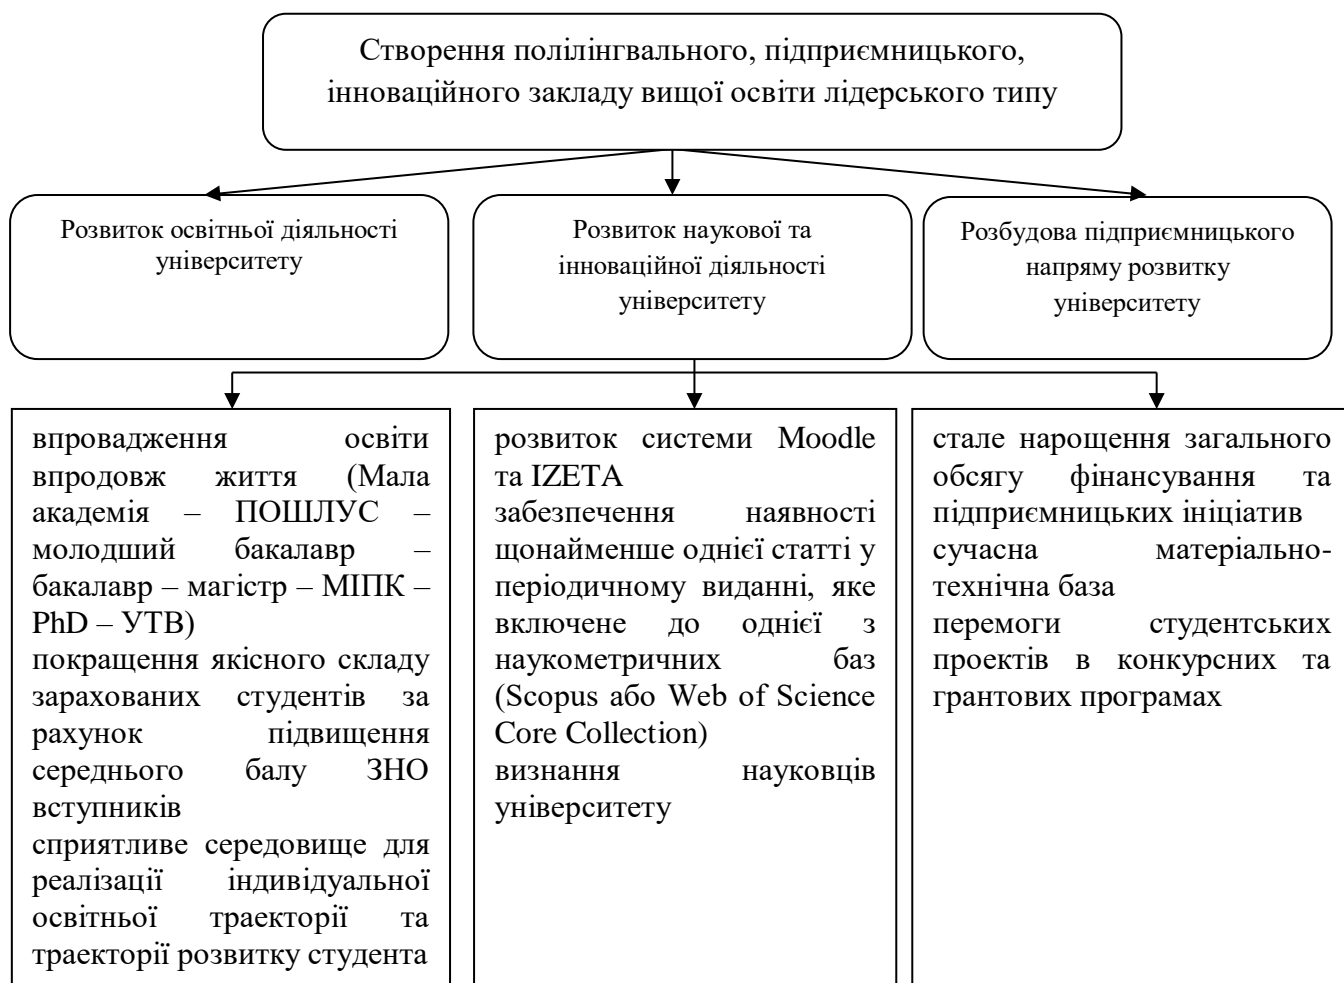 Створення полілінгвального, підприємницького,
інноваційного закладу вищої освіти лідерського типу
Розвиток освітньої діяльності
університету
Розвиток наукової та
інноваційної діяльності
університету
Розбудова підприємницького
напряму розвитку
університету
впровадження освіти
впродовж життя (Мала
академія – ПОШЛУС –
молодший бакалавр –
бакалавр – магістр – МІПК –
PhD – УТВ)
покращення якісного складу
зарахованих студентів за
рахунок підвищення
середнього балу ЗНО
вступників
сприятливе середовище для
реалізації індивідуальної
освітньої траекторії та
траекторії розвитку студента
розвиток системи Moodle
та IZETA
забезпечення наявності
щонайменше однієї статті у
періодичному виданні, яке
включене до однієї з
наукометричних баз
(Scopus або Web of Science
Core Collection)
визнання науковців
університету
стале нарощення загального
обсягу фінансування та
підприємницьких ініціатив
сучасна матеріально-
технічна база
перемоги студентських
проектів в конкурсних та
грантових програмах